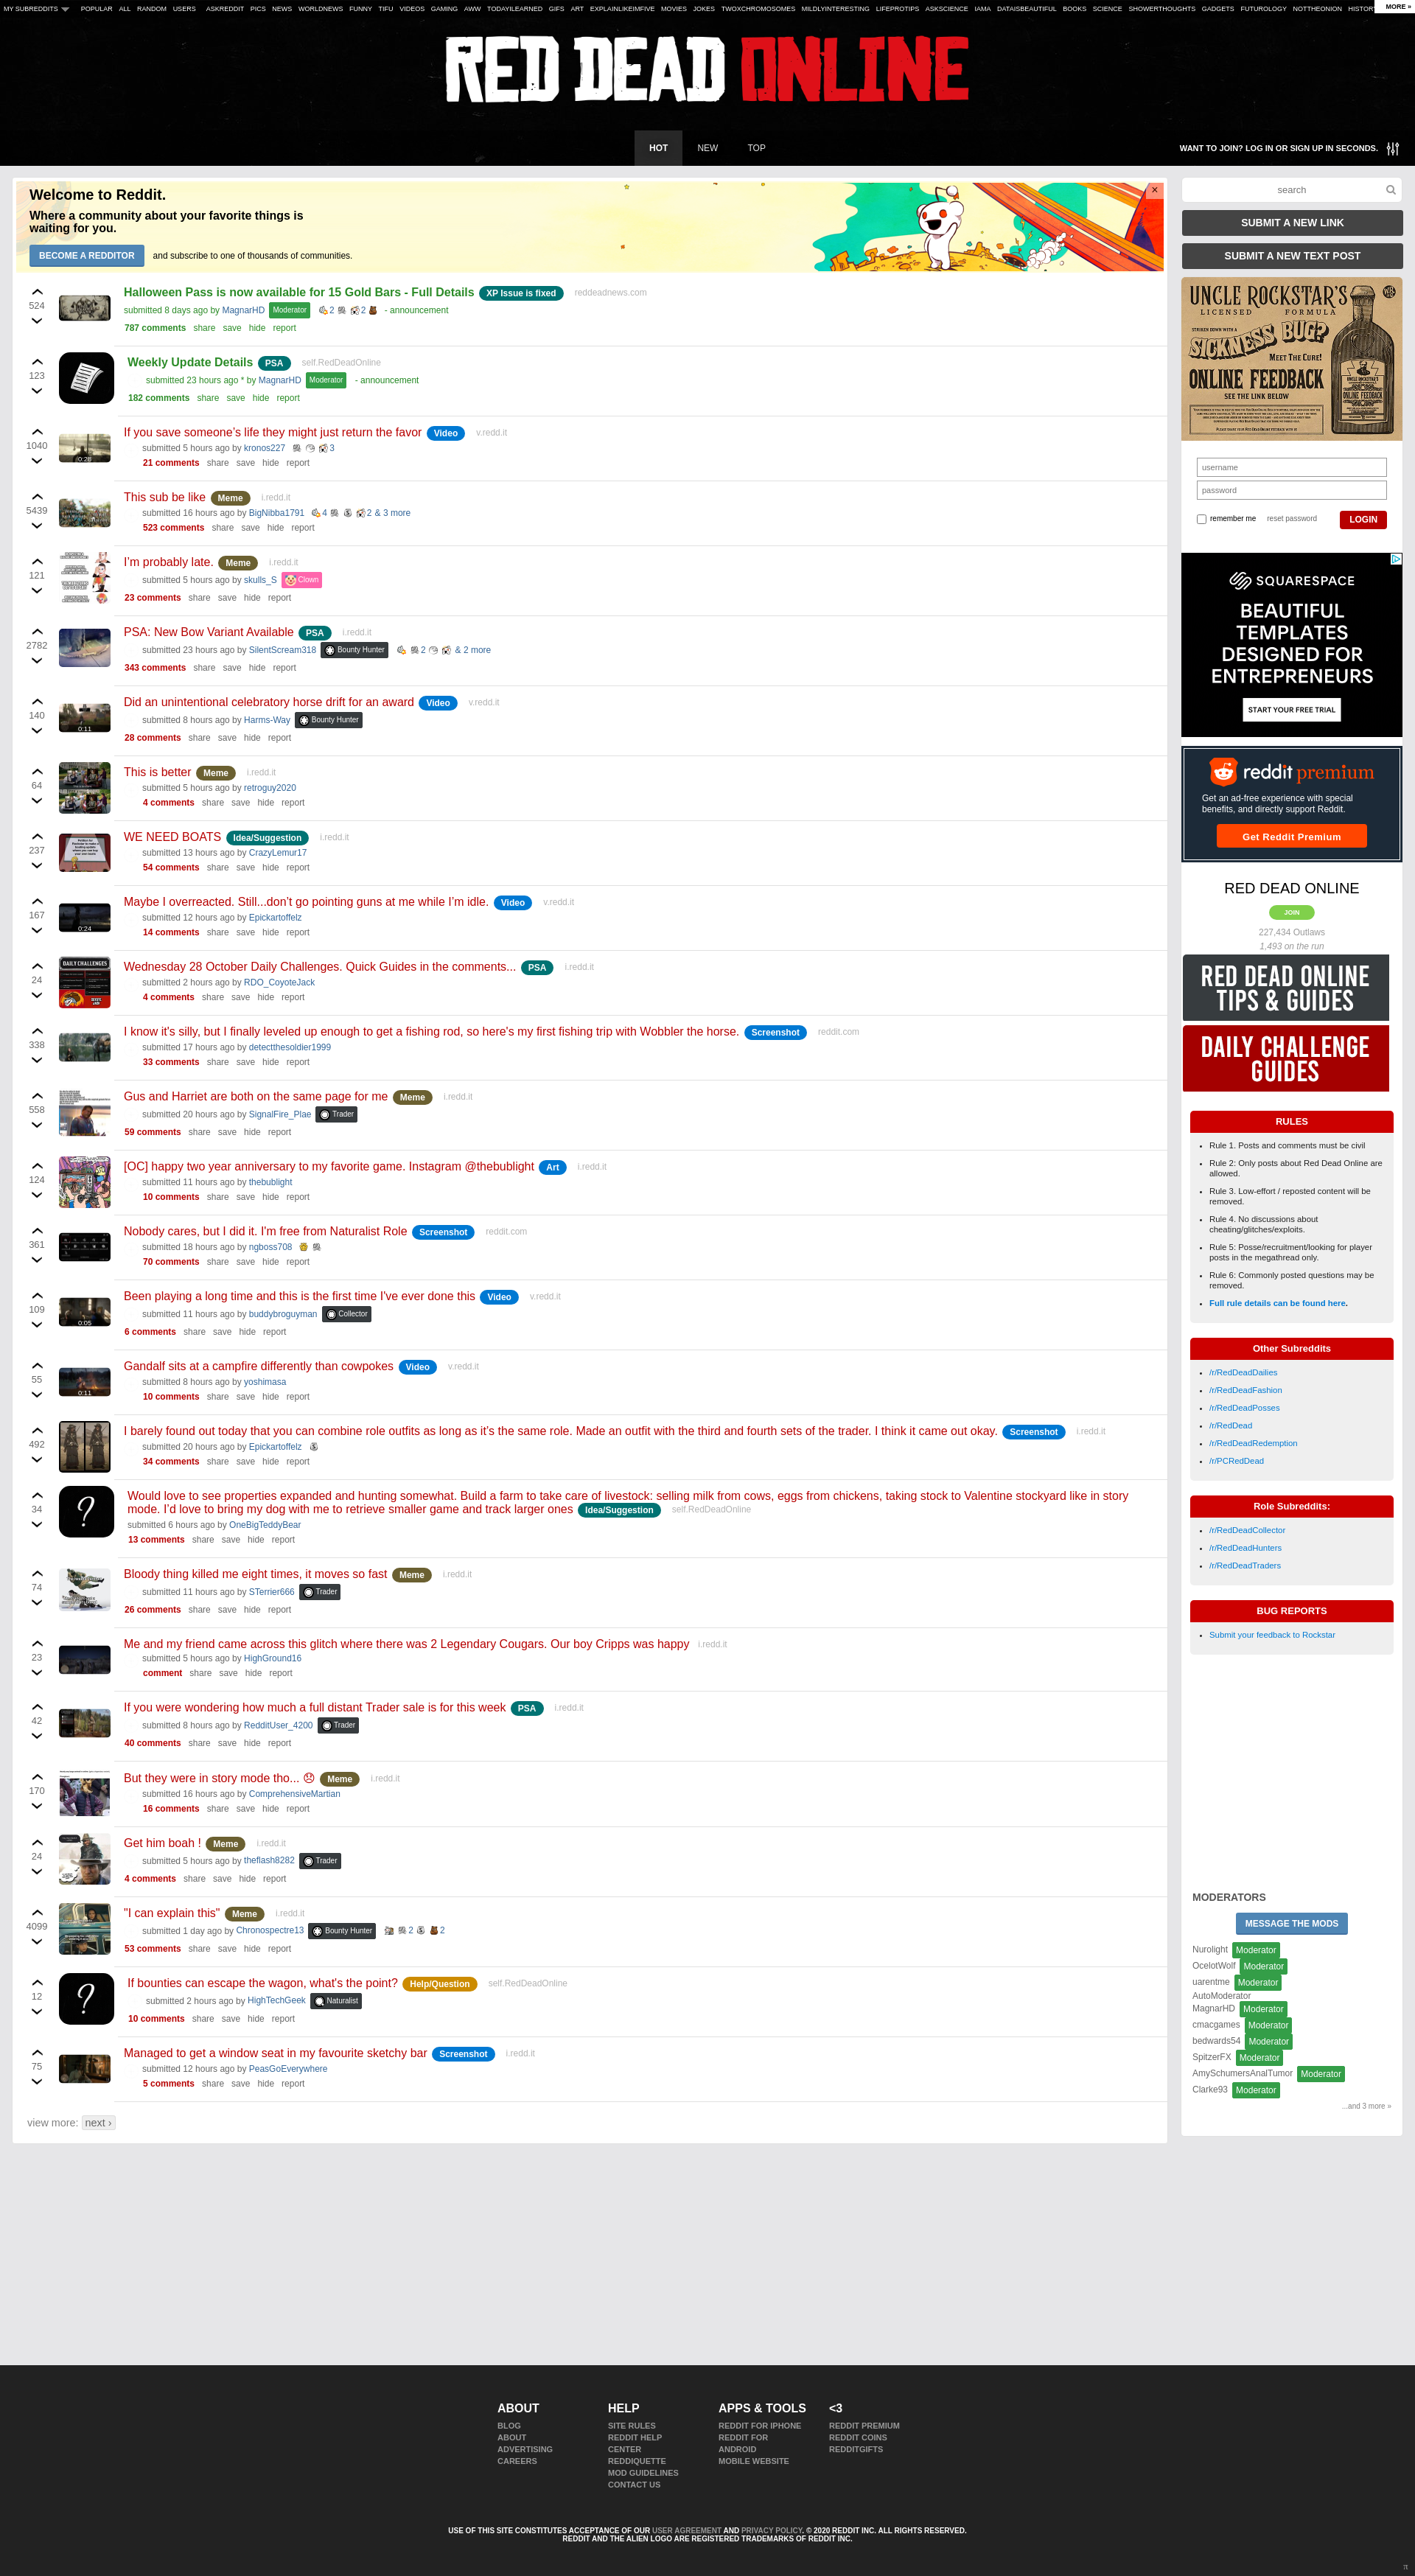 MY SUBREDDITS POPULAR ALL RANDOM USERS ASKREDDIT PICS NEWS WORLDNEWS FUNNY TIFU VIDEOS GAMING AWW TODAYILEARNED GIFS ART EXPLAINLIKEIMFIVE MOVIES JOKES TWOXCHROMOSOMES MILDLYINTERESTING LIFEPROTIPS ASKSCIENCE IAMA DATAISBEAUTIFUL BOOKS SCIENCE SHOWERTHOUGHTS GADGETS FUTUROLOGY NOTTHEONION HISTORY MORE »
RED DEAD ONLINE
HOT NEW TOP
WANT TO JOIN? LOG IN OR SIGN UP IN SECONDS.
Welcome to Reddit.
Where a community about your favorite things is
waiting for you.
BECOME A REDDITOR and subscribe to one of thousands of communities.
×
524
Halloween Pass is now available for 15 Gold Bars - Full Details XP Issue is fixed reddeadnews.com
submitted 8 days ago by MagnarHD Moderator 2 2 - announcement
787 comments share save hide report
123
Weekly Update Details PSA self.RedDeadOnline
submitted 23 hours ago * by MagnarHD Moderator - announcement
182 comments share save hide report
1040
0:28
If you save someone's life they might just return the favor Video v.redd.it
submitted 5 hours ago by kronos227 3
21 comments share save hide report
5439
This sub be like Meme i.redd.it
submitted 16 hours ago by BigNibba1791 4 2 & 3 more
523 comments share save hide report
121
I'm probably late. Meme i.redd.it
submitted 5 hours ago by skulls_S Clown
23 comments share save hide report
2782
PSA: New Bow Variant Available PSA i.redd.it
submitted 23 hours ago by SilentScream318 Bounty Hunter 2 & 2 more
343 comments share save hide report
140
0:11
Did an unintentional celebratory horse drift for an award Video v.redd.it
submitted 8 hours ago by Harms-Way Bounty Hunter
28 comments share save hide report
64
This is better Meme i.redd.it
submitted 5 hours ago by retroguy2020
4 comments share save hide report
237
WE NEED BOATS Idea/Suggestion i.redd.it
submitted 13 hours ago by CrazyLemur17
54 comments share save hide report
167
0:24
Maybe I overreacted. Still...don't go pointing guns at me while I'm idle. Video v.redd.it
submitted 12 hours ago by Epickartoffelz
14 comments share save hide report
24
DAILY CHALLENGES
Wednesday 28 October Daily Challenges. Quick Guides in the comments... PSA i.redd.it
submitted 2 hours ago by RDO_CoyoteJack
4 comments share save hide report
338
I know it's silly, but I finally leveled up enough to get a fishing rod, so here's my first fishing trip with Wobbler the horse. Screenshot reddit.com
submitted 17 hours ago by detectthesoldier1999
33 comments share save hide report
558
Gus and Harriet are both on the same page for me Meme i.redd.it
submitted 20 hours ago by SignalFire_Plae Trader
59 comments share save hide report
124
[OC] happy two year anniversary to my favorite game. Instagram @thebublight Art i.redd.it
submitted 11 hours ago by thebublight
10 comments share save hide report
361
Nobody cares, but I did it. I'm free from Naturalist Role Screenshot reddit.com
submitted 18 hours ago by ngboss708
70 comments share save hide report
109
0:05
Been playing a long time and this is the first time I've ever done this Video v.redd.it
submitted 11 hours ago by buddybroguyman Collector
6 comments share save hide report
55
0:11
Gandalf sits at a campfire differently than cowpokes Video v.redd.it
submitted 8 hours ago by yoshimasa
10 comments share save hide report
492
I barely found out today that you can combine role outfits as long as it's the same role. Made an outfit with the third and fourth sets of the trader. I think it came out okay. Screenshot i.redd.it
submitted 20 hours ago by Epickartoffelz
34 comments share save hide report
34
?
Would love to see properties expanded and hunting somewhat. Build a farm to take care of livestock: selling milk from cows, eggs from chickens, taking stock to Valentine stockyard like in story
mode. I'd love to bring my dog with me to retrieve smaller game and track larger ones Idea/Suggestion self.RedDeadOnline
submitted 6 hours ago by OneBigTeddyBear
13 comments share save hide report
74
Bloody thing killed me eight times, it moves so fast Meme i.redd.it
submitted 11 hours ago by STerrier666 Trader
26 comments share save hide report
23
Me and my friend came across this glitch where there was 2 Legendary Cougars. Our boy Cripps was happy i.redd.it
submitted 5 hours ago by HighGround16
comment share save hide report
42
If you were wondering how much a full distant Trader sale is for this week PSA i.redd.it
submitted 8 hours ago by RedditUser_4200 Trader
40 comments share save hide report
170
But they were in story mode tho... 😞 Meme i.redd.it
submitted 16 hours ago by ComprehensiveMartian
16 comments share save hide report
24
Get him boah ! Meme i.redd.it
submitted 5 hours ago by theflash8282 Trader
4 comments share save hide report
4099
"I can explain this" Meme i.redd.it
submitted 1 day ago by Chronospectre13 Bounty Hunter 2 2
53 comments share save hide report
12
?
If bounties can escape the wagon, what's the point? Help/Question self.RedDeadOnline
submitted 2 hours ago by HighTechGeek Naturalist
10 comments share save hide report
75
Managed to get a window seat in my favourite sketchy bar Screenshot i.redd.it
submitted 12 hours ago by PeasGoEverywhere
5 comments share save hide report
view more: next ›
search
SUBMIT A NEW LINK
SUBMIT A NEW TEXT POST
UNCLE ROCKSTAR'S
LICENSED FORMULA
STRICKEN DOWN WITH A
SICKNESS BUG?
MEET THE CURE!
ONLINE FEEDBACK
SEE THE LINK BELOW
username
password
remember me reset password LOGIN
SQUARESPACE
BEAUTIFUL
TEMPLATES
DESIGNED FOR
ENTREPRENEURS
START YOUR FREE TRIAL
reddit premium
Get an ad-free experience with special
benefits, and directly support Reddit.
Get Reddit Premium
RED DEAD ONLINE
JOIN
227,434 Outlaws
1,493 on the run
RED DEAD ONLINE
TIPS & GUIDES
DAILY CHALLENGE
GUIDES
RULES
Rule 1. Posts and comments must be civil
Rule 2: Only posts about Red Dead Online are
allowed.
Rule 3. Low-effort / reposted content will be
removed.
Rule 4. No discussions about
cheating/glitches/exploits.
Rule 5: Posse/recruitment/looking for player
posts in the megathread only.
Rule 6: Commonly posted questions may be
removed.
Full rule details can be found here.
Other Subreddits
/r/RedDeadDailies
/r/RedDeadFashion
/r/RedDeadPosses
/r/RedDead
/r/RedDeadRedemption
/r/PCRedDead
Role Subreddits:
/r/RedDeadCollector
/r/RedDeadHunters
/r/RedDeadTraders
BUG REPORTS
Submit your feedback to Rockstar
MODERATORS
MESSAGE THE MODS
Nurolight Moderator
OcelotWolf Moderator
uarentme Moderator
AutoModerator
MagnarHD Moderator
cmacgames Moderator
bedwards54 Moderator
SpitzerFX Moderator
AmySchumersAnalTumor Moderator
Clarke93 Moderator
...and 3 more »
ABOUT
BLOG
ABOUT
ADVERTISING
CAREERS
HELP
SITE RULES
REDDIT HELP
CENTER
REDDIQUETTE
MOD GUIDELINES
CONTACT US
APPS & TOOLS
REDDIT FOR IPHONE
REDDIT FOR
ANDROID
MOBILE WEBSITE
<3
REDDIT PREMIUM
REDDIT COINS
REDDITGIFTS
USE OF THIS SITE CONSTITUTES ACCEPTANCE OF OUR USER AGREEMENT AND PRIVACY POLICY. © 2020 REDDIT INC. ALL RIGHTS RESERVED.
REDDIT AND THE ALIEN LOGO ARE REGISTERED TRADEMARKS OF REDDIT INC.
π